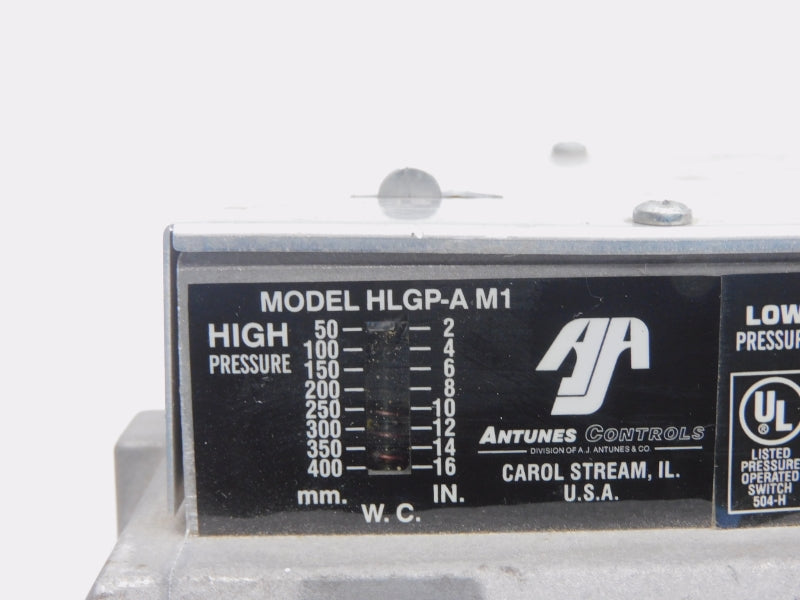 MODEL HLGP-A M1
HIGH
PRESSURE
50 2
100 4
150 6
200 8
250 10
300 12
350 14
400 16
mm. IN.
W. C.
AJA
ANTUNES CONTROLS
DIVISION OF A.J. ANTUNES & CO.
CAROL STREAM, IL.
U.S.A.
LOW
PRESSUR
UL
®
LISTED
PRESSURE
OPERATED
SWITCH
504-H